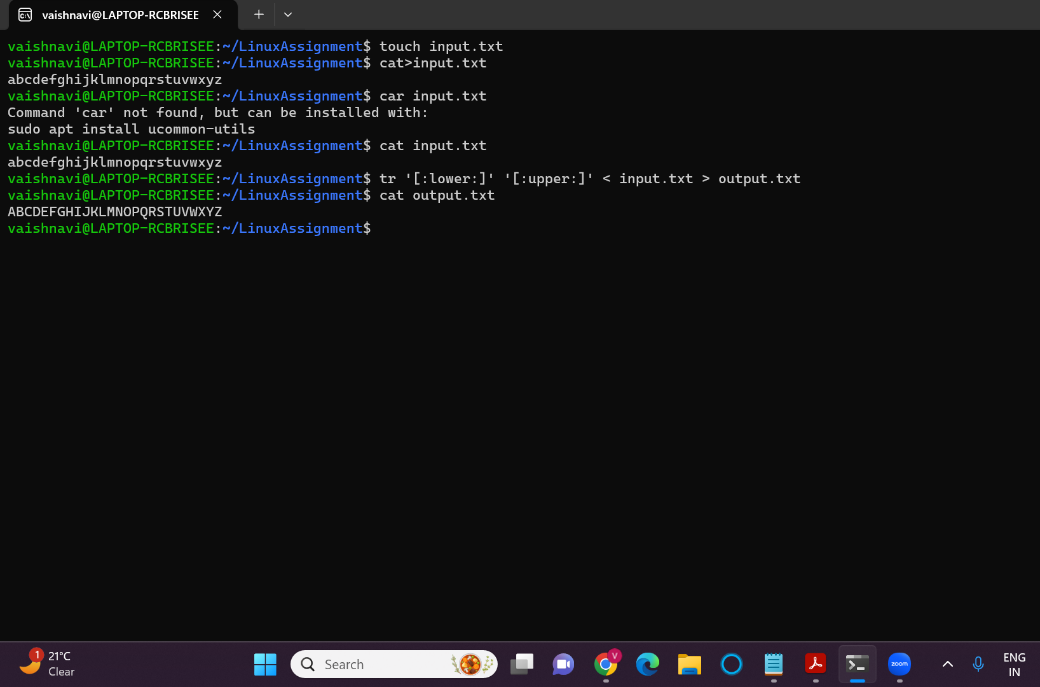 vaishnavi@LAPTOP-RCBRISEE
vaishnavi@LAPTOP-RCBRISEE:~/LinuxAssignment$ touch input.txt
vaishnavi@LAPTOP-RCBRISEE:~/LinuxAssignment$ cat>input.txt
abcdefghijklmnopqrstuvwxyz
vaishnavi@LAPTOP-RCBRISEE:~/LinuxAssignment$ car input.txt
Command 'car' not found, but can be installed with:
sudo apt install ucommon-utils
vaishnavi@LAPTOP-RCBRISEE:~/LinuxAssignment$ cat input.txt
abcdefghijklmnopqrstuvwxyz
vaishnavi@LAPTOP-RCBRISEE:~/LinuxAssignment$ tr '[:lower:]' '[:upper:]' < input.txt > output.txt
vaishnavi@LAPTOP-RCBRISEE:~/LinuxAssignment$ cat output.txt
ABCDEFGHIJKLMNOPQRSTUVWXYZ
vaishnavi@LAPTOP-RCBRISEE:~/LinuxAssignment$
1
21°C
Clear
Search
V
zoom
ENG
IN